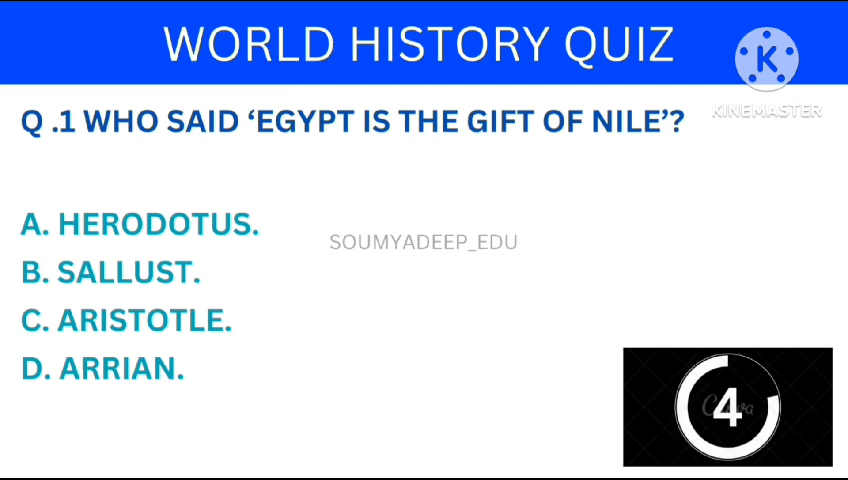 WORLD HISTORY QUIZ
K
KINEMASTER
Q .1 WHO SAID ‘EGYPT IS THE GIFT OF NILE’?
A. HERODOTUS.
SOUMYADEEP_EDU
B. SALLUST.
C. ARISTOTLE.
D. ARRIAN.
4